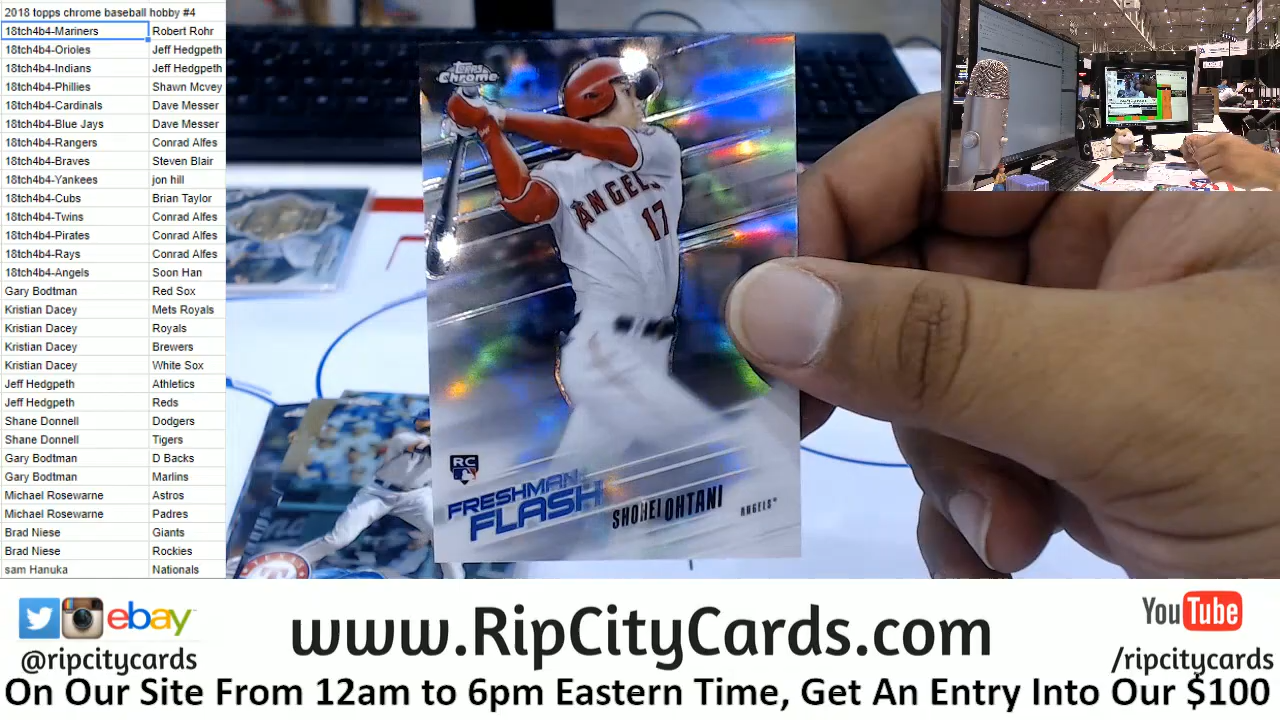 2018 topps chrome baseball hobby #4
18tch4b4-Mariners Robert Rohr
18tch4b4-Orioles Jeff Hedgpeth
18tch4b4-Indians Jeff Hedgpeth
18tch4b4-Phillies Shawn Mcvey
18tch4b4-Cardinals Dave Messer
18tch4b4-Blue Jays Dave Messer
18tch4b4-Rangers Conrad Alfes
18tch4b4-Braves Steven Blair
18tch4b4-Yankees jon hill
18tch4b4-Cubs Brian Taylor
18tch4b4-Twins Conrad Alfes
18tch4b4-Pirates Conrad Alfes
18tch4b4-Rays Conrad Alfes
18tch4b4-Angels Soon Han
Gary Bodtman Red Sox
Kristian Dacey Mets Royals
Kristian Dacey Royals
Kristian Dacey Brewers
Kristian Dacey White Sox
Jeff Hedgpeth Athletics
Jeff Hedgpeth Reds
Shane Donnell Dodgers
Shane Donnell Tigers
Gary Bodtman D Backs
Gary Bodtman Marlins
Michael Rosewarne Astros
Michael Rosewarne Padres
Brad Niese Giants
Brad Niese Rockies
sam Hanuka Nationals
Topps
Chrome
ANGELS
17
RC
FRESHMAN
FLASH
SHOHEI OHTANI
ANGELS
ebay
@ripcitycards
www.RipCityCards.com
YouTube
/ripcitycards
On Our Site From 12am to 6pm Eastern Time, Get An Entry Into Our $100